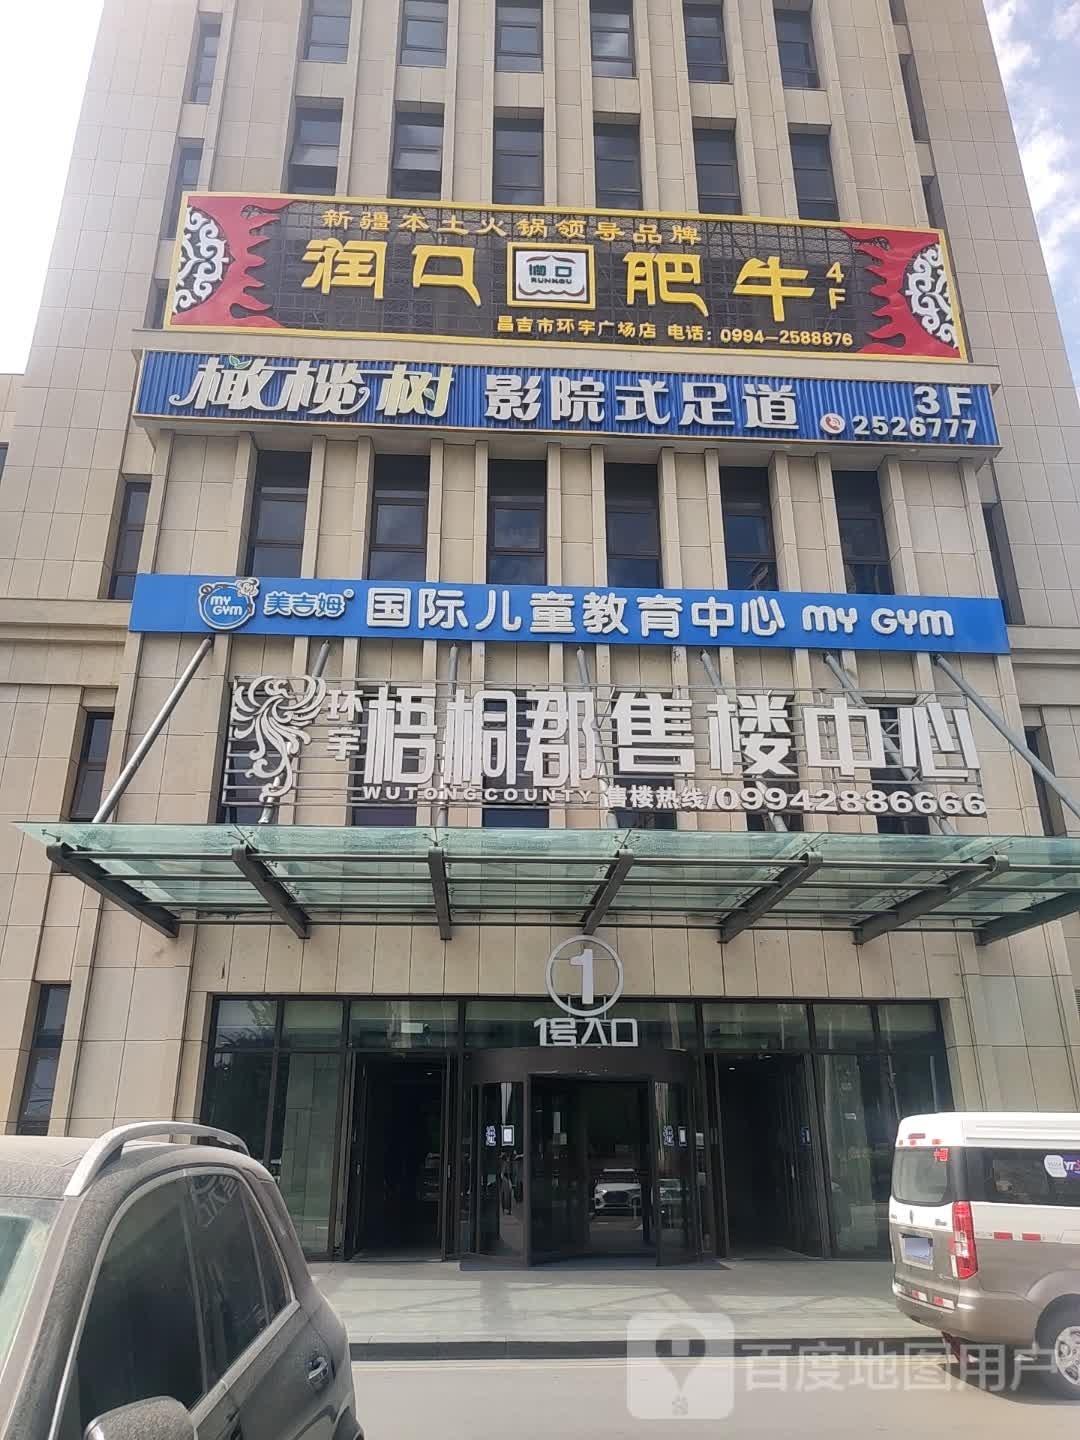 新疆本土火锅领导品牌
润口 润口 RUNKOU 肥牛 4F
昌吉市环宇广场店 电话：0994-2588876
橄榄树 影院式足道 3F
2526777
MY GYM 美吉姆® 国际儿童教育中心 MY GYM
环宇 梧桐郡售楼中心
WUTONGCOUNTY 售楼热线/09942886666
1
1号入口
百度地图用户